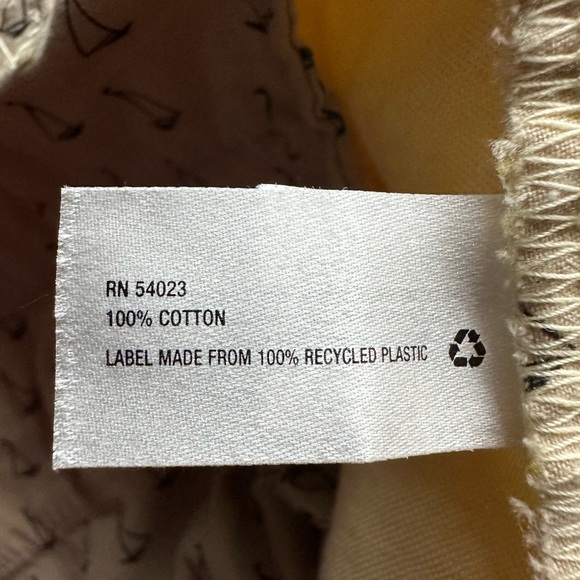 RN 54023
100% COTTON
LABEL MADE FROM 100% RECYCLED PLASTIC